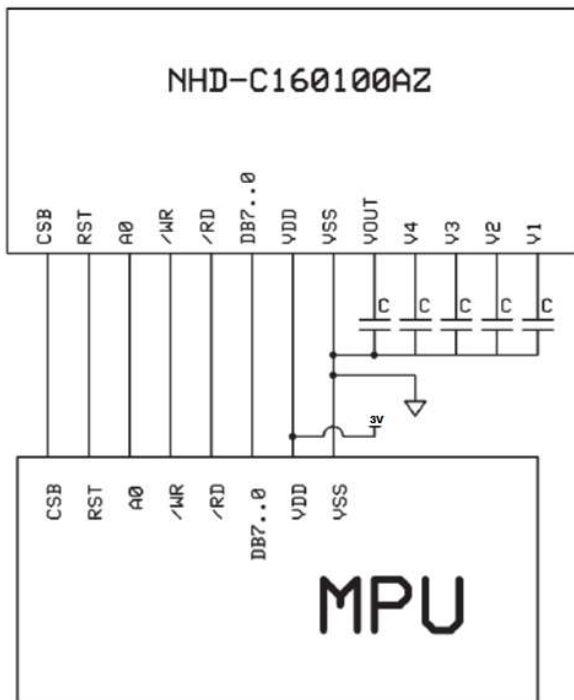 NHD-C160100AZ
CSB RST A0 /WR /RD DB7..0 VDD VSS VOUT V4 V3 V2 V1
C C C C C
3V
CSB RST A0 /WR /RD DB7..0 VDD VSS
MPU